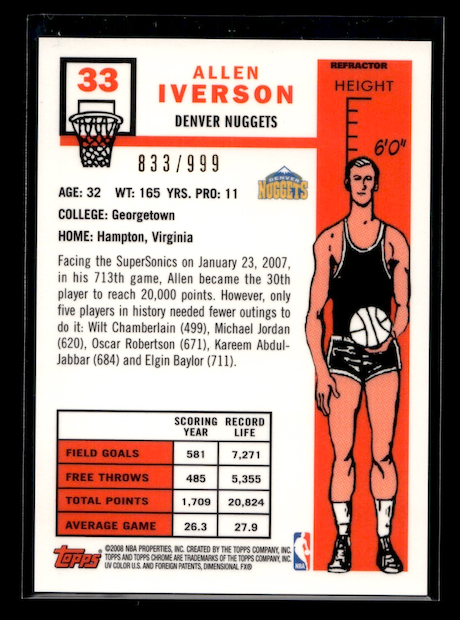 33
ALLEN
IVERSON
DENVER NUGGETS
833/999
REFRACTOR
HEIGHT
6'0"
DENVER
NUGGETS
AGE: 32 WT: 165 YRS. PRO: 11
COLLEGE: Georgetown
HOME: Hampton, Virginia
Facing the SuperSonics on January 23, 2007,
in his 713th game, Allen became the 30th
player to reach 20,000 points. However, only
five players in history needed fewer outings to
do it: Wilt Chamberlain (499), Michael Jordan
(620), Oscar Robertson (671), Kareem Abdul-
Jabbar (684) and Elgin Baylor (711).
SCORING RECORD
YEAR LIFE
FIELD GOALS 581 7,271
FREE THROWS 485 5,355
TOTAL POINTS 1,709 20,824
AVERAGE GAME 26.3 27.9
topps
©2008 NBA PROPERTIES, INC. CREATED BY THE TOPPS COMPANY, INC.
TOPPS AND TOPPS CHROME ARE TRADEMARKS OF THE TOPPS COMPANY, INC.
UV COLOR U.S. AND FOREIGN PATENTS, DIMENSIONAL FX®
NBA